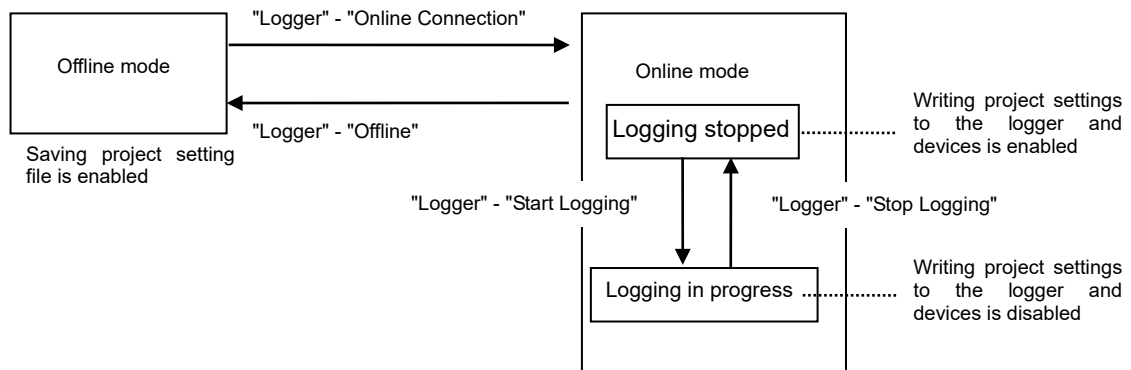 "Logger" - "Online Connection"
Offline mode
Online mode
"Logger" - "Offline"
Saving project setting
file is enabled
Logging stopped
Writing project settings
to the logger and
devices is enabled
"Logger" - "Start Logging"
"Logger" - "Stop Logging"
Logging in progress
Writing project settings
to the logger and
devices is disabled